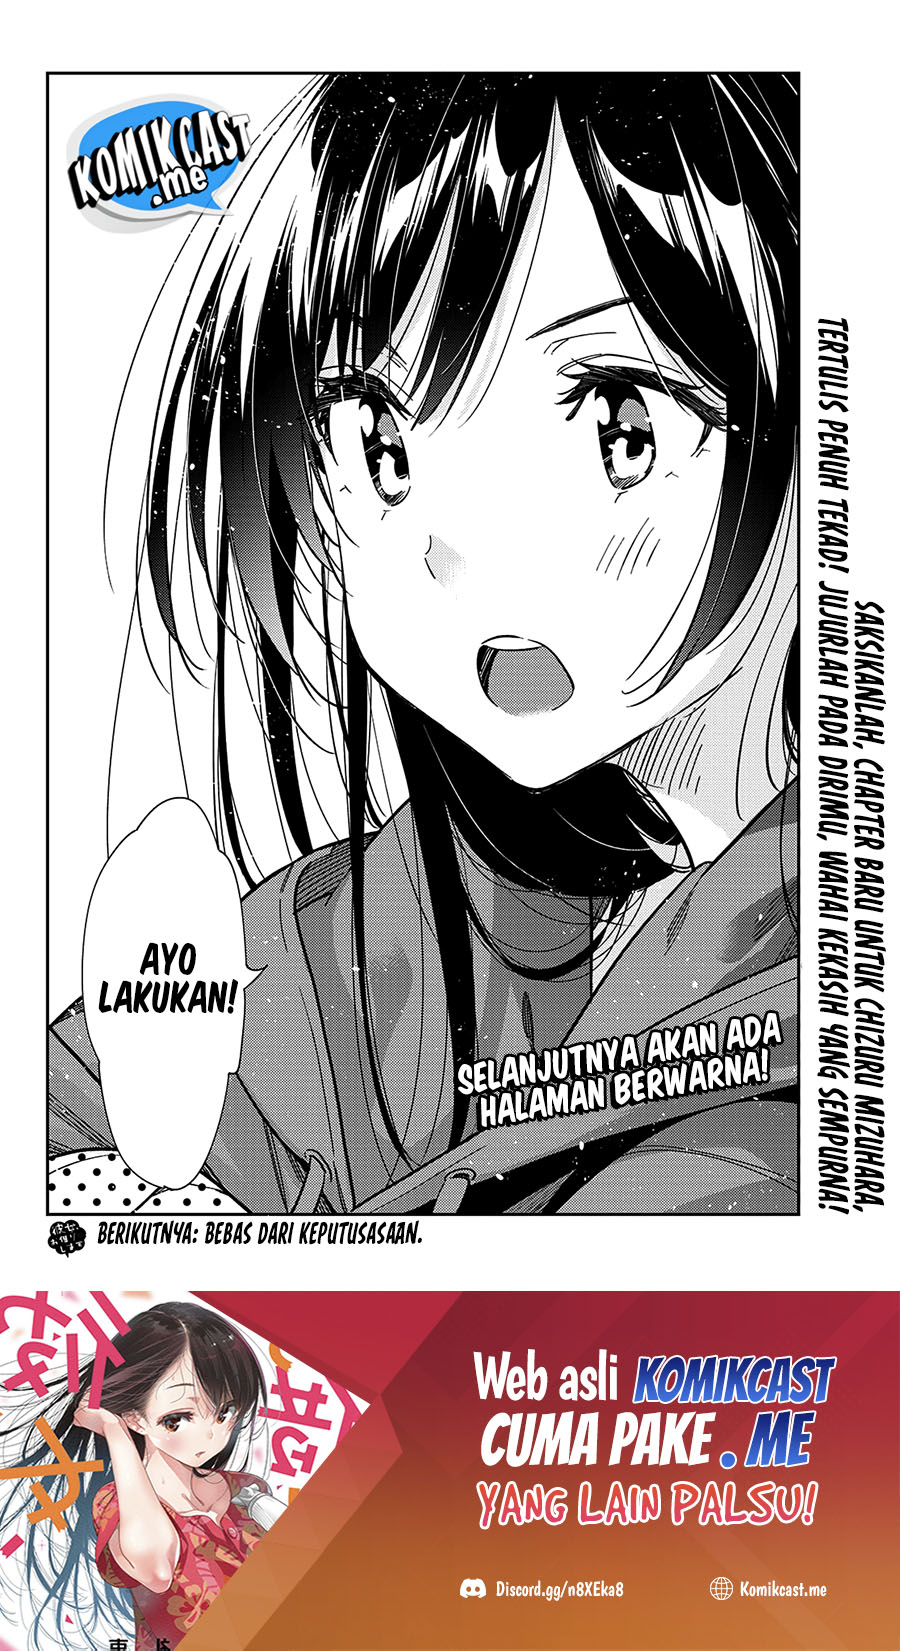 KOMIKCAST
.me
SAKSIKANLAH, CHAPTER BARU UNTUK CHIZURU MIZUHARA,
TERTULIS PENUH TEKAD! JUJURLAH PADA DIRIMU, WAHAI KEKASIH YANG SEMPURNA!
AYO
LAKUKAN!
SELANJUTNYA AKAN ADA
HALAMAN BERWARNA!
BERIKUTNYA: BEBAS DARI KEPUTUSASAAN.
Web asli KOMIKCAST
CUMA PAKE .ME
YANG LAIN PALSU!
Discord.gg/n8XEka8
Komikcast.me